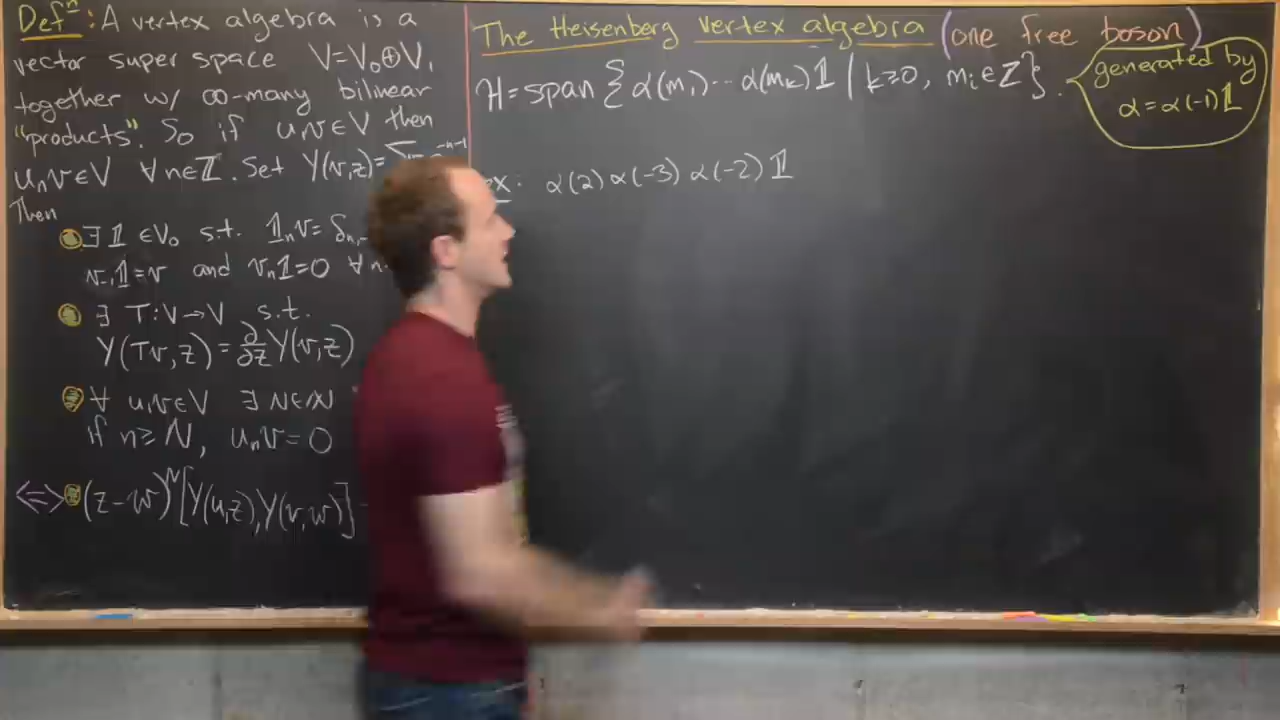 Defⁿ: A vertex algebra is a
vector super space V=V₀⊕V₁
together w/ ∞-many bilinear
"products". So if u,v∈V then
uₙv∈V ∀n∈ℤ. Set Y(v,z)=∑ -n-1
Then
∃ 𝟙 ∈V₀ s.t. 𝟙ₙv= δₙ,
v₋₁𝟙=v and vₙ𝟙=0 ∀n
∃ T:V→V s.t.
Y(Tv,z)=∂/∂z Y(v,z)
∀ u,v∈V ∃ N∈ℕ
if n≥N, uₙv=0
<=> (z-w)ᴺ[Y(u,z),Y(v,w)]
The Heisenberg vertex algebra (one free boson)
H=span {α(m₁)⋯α(mₖ)𝟙 | k≥0, mᵢ∈ℤ}.
generated by
α=α(-1)𝟙
ex: α(2)α(-3)α(-2)𝟙